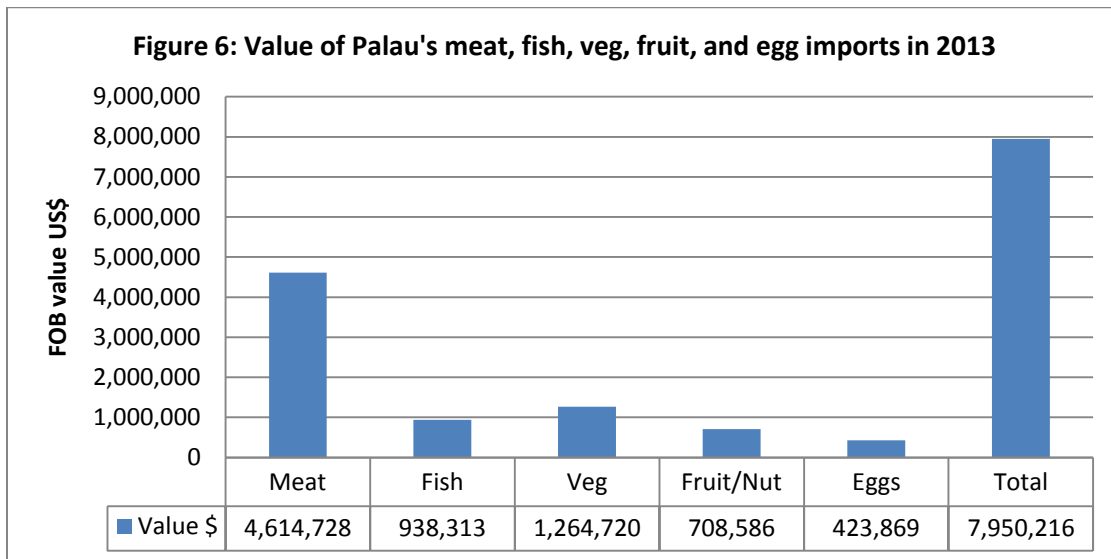 Figure 6: Value of Palau's meat, fish, veg, fruit, and egg imports in 2013
9,000,000
8,000,000
7,000,000
6,000,000
5,000,000
4,000,000
3,000,000
2,000,000
1,000,000
0
FOB value US$
Meat Fish Veg Fruit/Nut Eggs Total
Value $ 4,614,728 938,313 1,264,720 708,586 423,869 7,950,216